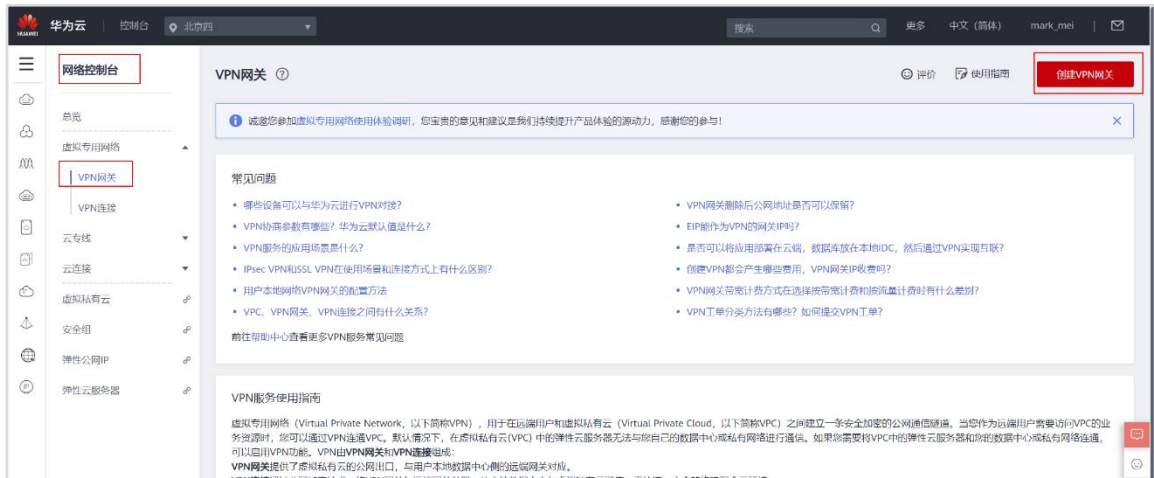 HUAWEI
华为云
控制台
北京四
搜索
更多
中文 (简体)
mark_mei
网络控制台
总览
虚拟专用网络
VPN网关
VPN连接
云专线
云连接
虚拟私有云
安全组
弹性公网IP
弹性云服务器
VPN网关
评价
使用指南
创建VPN网关
诚邀您参加虚拟专用网络使用体验调研，您宝贵的意见和建议是我们持续提升产品体验的源动力，感谢您的参与！
常见问题
哪些设备可以与华为云进行VPN对接？
VPN协商参数有哪些？华为云默认值是什么？
VPN服务的应用场景是什么？
IPsec VPN和SSL VPN在使用场景和连接方式上有什么区别？
用户本地网络VPN网关的配置方法
VPC、VPN网关、VPN连接之间有什么关系？
VPN网关删除后公网地址是否可以保留？
EIP能作为VPN的网关IP吗？
是否可以将应用部署在云端，数据库放在本地IDC，然后通过VPN实现互联？
创建VPN都会产生哪些费用，VPN网关IP收费吗？
VPN网关带宽计费方式在选择按带宽计费和按流量计费时有什么差别？
VPN工单分类方法有哪些？如何提交VPN工单？
前往帮助中心查看更多VPN服务常见问题
VPN服务使用指南
虚拟专用网络（Virtual Private Network，以下简称VPN），用于在远端用户和虚拟私有云（Virtual Private Cloud，以下简称VPC）之间建立一条安全加密的公网通信隧道。当您作为远端用户需要访问VPC的业
务资源时，您可以通过VPN连通VPC。默认情况下，在虚拟私有云(VPC) 中的弹性云服务器无法与您自己的数据中心或私有网络进行通信。如果您需要将VPC中的弹性云服务器和您的数据中心或私有网络连通，
可以启用VPN功能。VPN由VPN网关和VPN连接组成:
VPN网关提供了虚拟私有云的公网出口，与用户本地数据中心侧的远端网关对应。